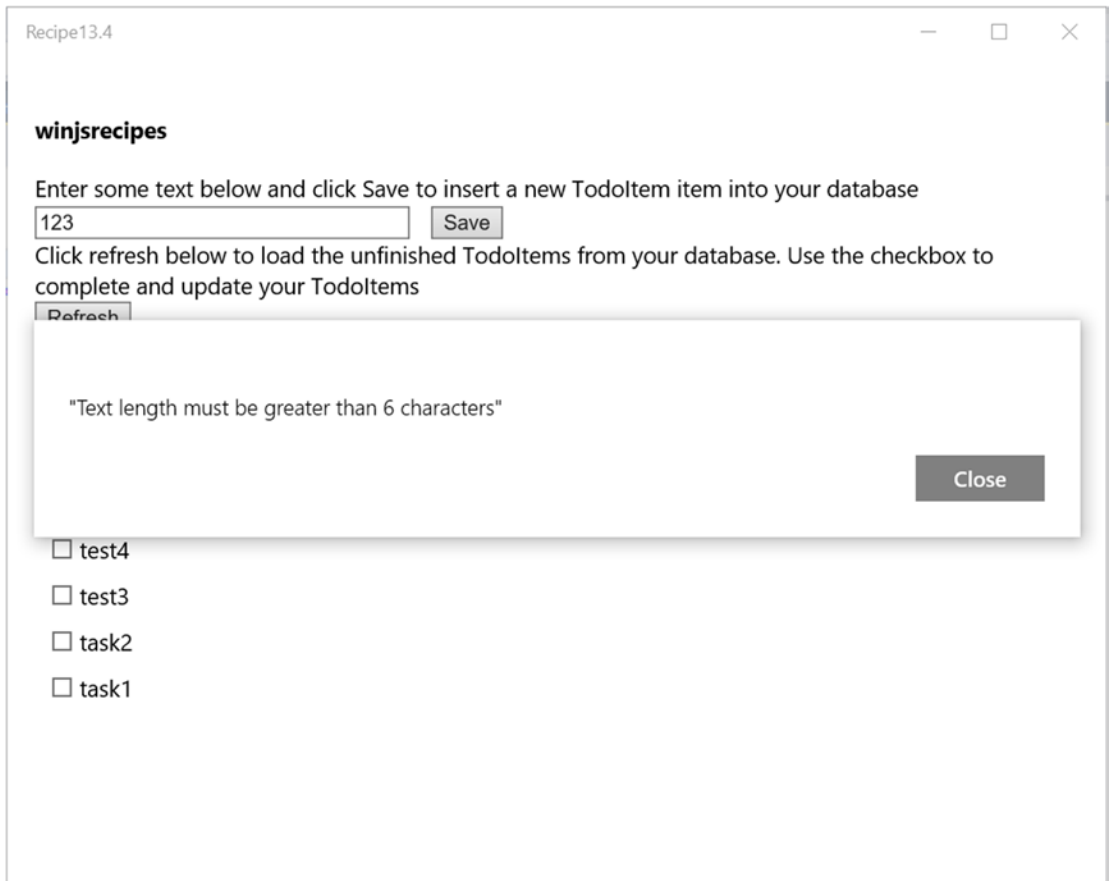 Recipe13.4
winjsrecipes
Enter some text below and click Save to insert a new TodoItem item into your database
123 Save
Click refresh below to load the unfinished TodoItems from your database. Use the checkbox to
complete and update your TodoItems
Refresh
"Text length must be greater than 6 characters"
Close
test4
test3
task2
task1